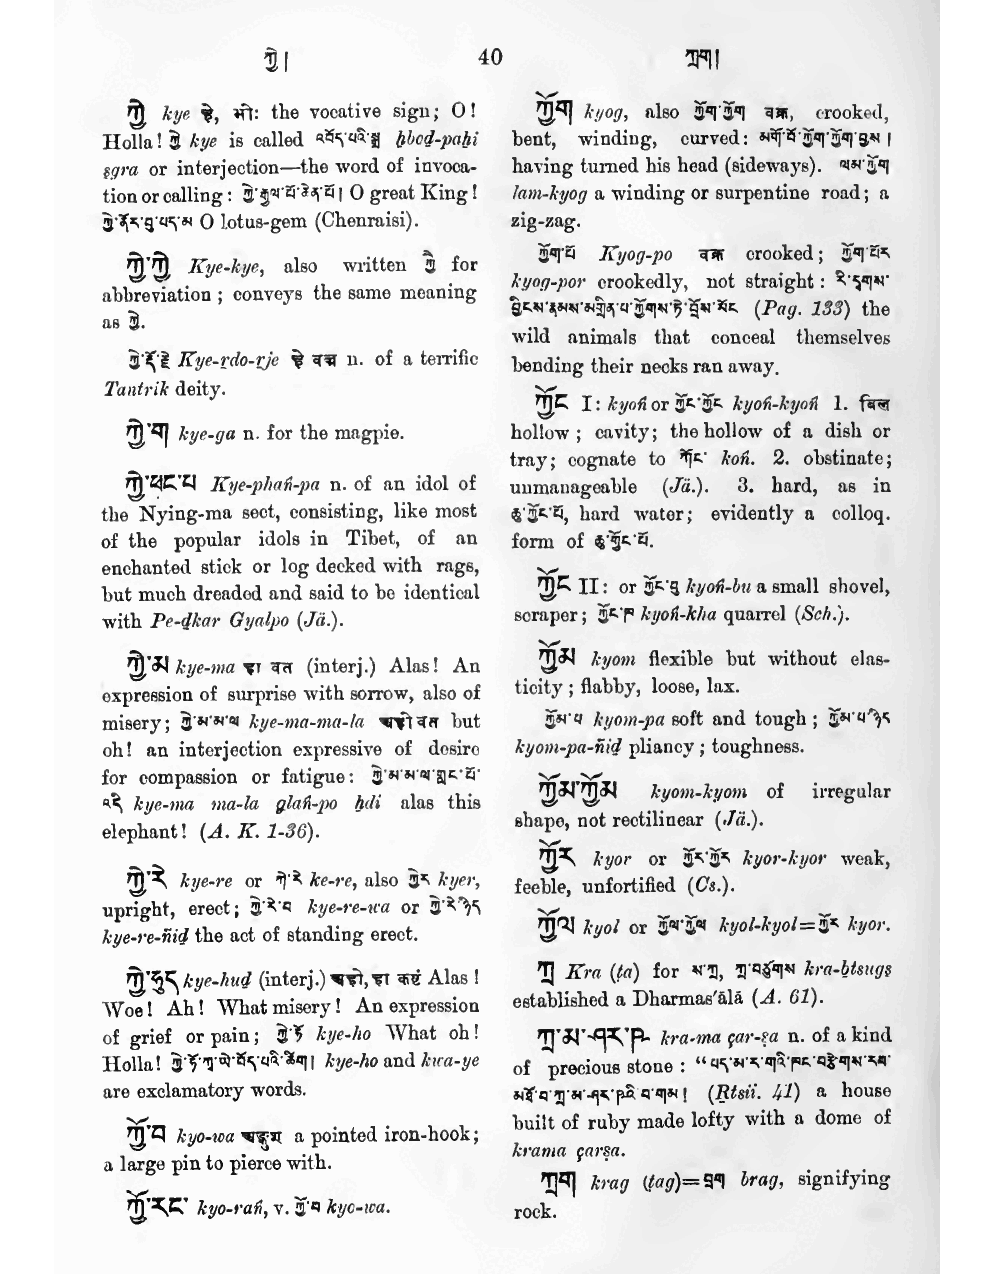 ཀྱེ།
40
ཀྲག།
ཀྱེ kye हे, भो: the vocative sign; O!
Holla! ཀྱེ kye is called འབོད་པའི་སྒྲ ḥbod-paḥi
sgra or interjection—the word of invoca-
tion or calling: ཀྱེ་རྒྱལ་པོ་ཆེན་པོ། O great King!
ཀྱེ་ནོར་བུ་པད་མ O lotus-gem (Chenraisi).
ཀྱེ་ཀྱེ Kye-kye, also written ཀྱཻ for
abbreviation; conveys the same meaning
as ཀྱེ.
ཀྱེ་རྡོ་རྗེ Kye-rdo-rje हे वज्र n. of a terrific
Tantrik deity.
ཀྱེ་ག kye-ga n. for the magpie.
ཀྱེ་ཕང་པ Kye-phaṅ-pa n. of an idol of
the Nying-ma sect, consisting, like most
of the popular idols in Tibet, of an
enchanted stick or log decked with rags,
but much dreaded and said to be identical
with Pe-dkar Gyalpo (Jä.).
ཀྱེ་མ kye-ma हा वत (interj.) Alas! An
expression of surprise with sorrow, also of
misery; ཀྱེ་མ་མ་ལ kye-ma-ma-la अहो वत but
oh! an interjection expressive of desire
for compassion or fatigue: ཀྱེ་མ་མ་ལ་གླང་པོ་
འདི kye-ma ma-la glaṅ-po ḥdi alas this
elephant! (A. K. 1-36).
ཀྱེ་རེ kye-re or ཀེ་རེ ke-re, also ཀྱེར kyer,
upright, erect; ཀྱེ་རེ་བ kye-re-wa or ཀྱེ་རེ་ཉིད
kye-re-ñid the act of standing erect.
ཀྱེ་ཧུད kye-hud (interj.) अहो, हा कष्टं Alas!
Woe! Ah! What misery! An expression
of grief or pain; ཀྱེ་ཧོ kye-ho What oh!
Holla! ཀྱེ་ཧོ་ཀྭ་ཡེ་བོད་པའི་ཚིག། kye-ho and kwa-ye
are exclamatory words.
ཀྱོ་བ kyo-wa अङ्कुश a pointed iron-hook;
a large pin to pierce with.
ཀྱོ་རང་ kyo-raṅ, v. ཀྱོ་བ kyo-wa.
ཀྱོག kyog, also ཀྱོག་ཀྱོག वक्र, crooked,
bent, winding, curved: མགོ་བོ་ཀྱོག་ཀྱོག་བྱས།
having turned his head (sideways). ལམ་ཀྱོག
lam-kyog a winding or surpentine road; a
zig-zag.
ཀྱོག་པོ Kyog-po वक्र crooked; ཀྱོག་པོར
kyog-por crookedly, not straight: རི་དྭགས་
བྱིངས་རྣམས་མགྲིན་པ་ཀྱོགས་ཏེ་བྲོས་སོང (Pag. 133) the
wild animals that conceal themselves
bending their necks ran away.
ཀྱོང I: kyoṅ or ཀྱོང་ཀྱོང kyoṅ-kyoṅ 1. बिल
hollow; cavity; the hollow of a dish or
tray; cognate to ཀོང་ koṅ. 2. obstinate;
unmanageable (Jä.). 3. hard, as in
ཆུ་ཀྱོང་པོ, hard water; evidently a colloq.
form of ཆུ་ཀྱོང་པོ.
ཀྱོང II: or ཀྱོང་བུ kyoṅ-bu a small shovel,
scraper; ཀྱོང་ཁ kyoṅ-kha quarrel (Sch.).
ཀྱོམ kyom flexible but without elas-
ticity; flabby, loose, lax.
ཀྱོམ་པ kyom-pa soft and tough; ཀྱོམ་པ་ཉིད
kyom-pa-ñid pliancy; toughness.
ཀྱོམ་ཀྱོམ kyom-kyom of irregular
shape, not rectilinear (Jä.).
ཀྱོར kyor or ཀྱོར་ཀྱོར kyor-kyor weak,
feeble, unfortified (Cs.).
ཀྱོལ kyol or ཀྱོལ་ཀྱོལ kyol-kyol=ཀྱོར kyor.
ཀྲ Kra (ṭa) for ས་ཀྲ, ཀྲ་བཙུགས kra-btsugs
established a Dharmas'ālā (A. 61).
ཀྲ་མ་ཤར་ཁ kra-ma çar-ṣa n. of a kind
of precious stone: “པད་མ་ར་གའི་ཁང་བརྩེགས་རབ་
མཐོ་བ་ཀྲ་མ་ཤར་ཁའི་བ་གམ། (Rtsii. 41) a house
built of ruby made lofty with a dome of
krama çarṣa.
ཀྲག krag (ṭag)=བྲག brag, signifying
rock.